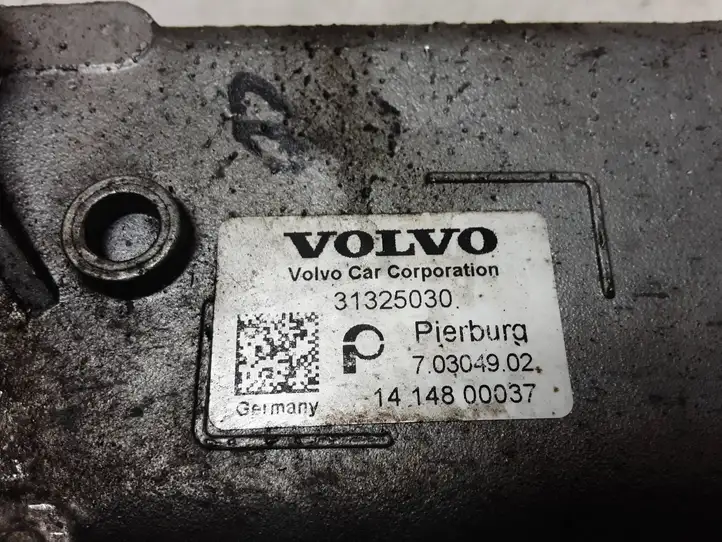 VOLVO
Volvo Car Corporation
31325030
Pierburg
7.03049.02
Germany
14 148 00037